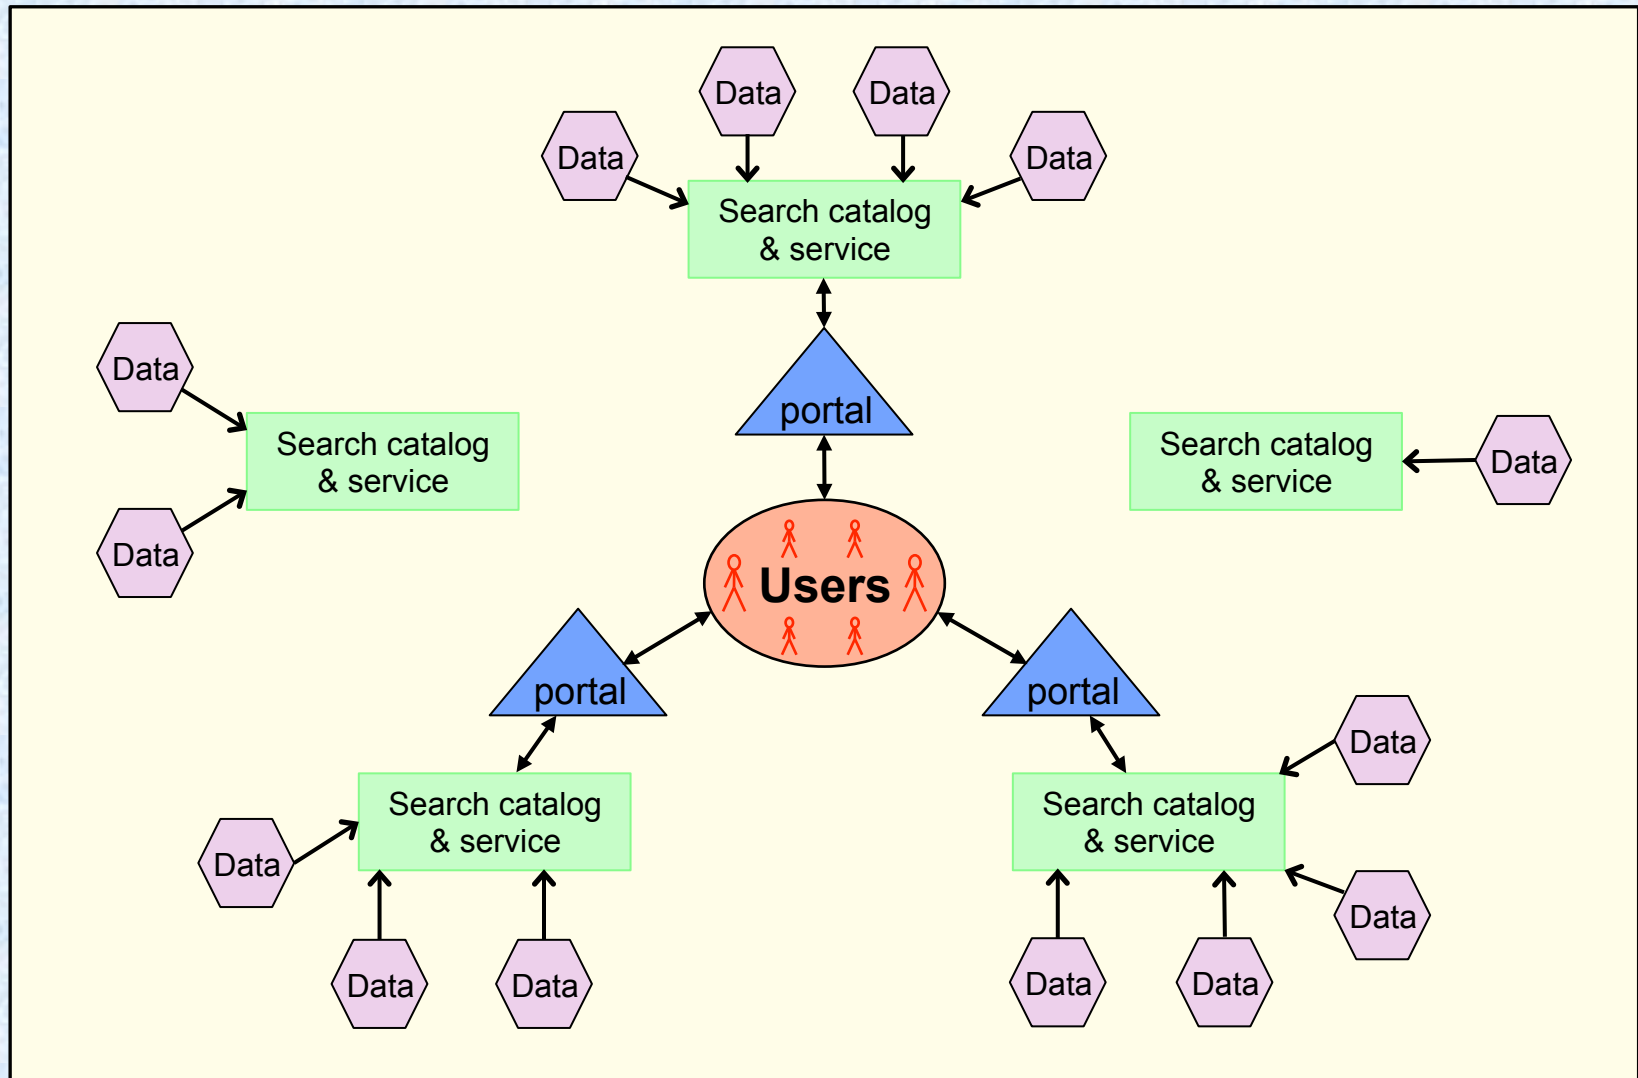 Data
Data
Data
Data
Search catalog
& service
Data
portal
Search catalog
& service
Search catalog
& service
Data
Data
Users
portal
portal
Data
Search catalog
& service
Search catalog
& service
Data
Data
Data
Data
Data
Data